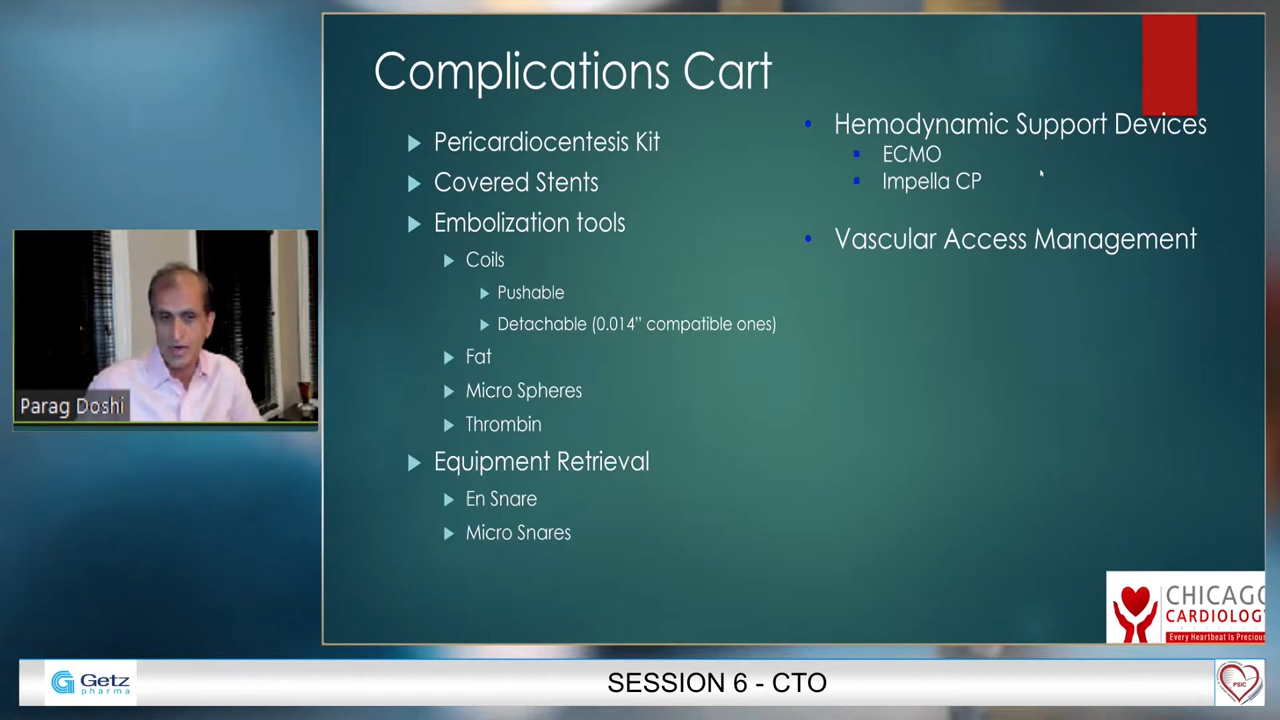 Complications Cart
Pericardiocentesis Kit
Covered Stents
Embolization tools
Coils
Pushable
Detachable (0.014” compatible ones)
Fat
Micro Spheres
Thrombin
Equipment Retrieval
En Snare
Micro Snares
Hemodynamic Support Devices
ECMO
Impella CP
Vascular Access Management
Parag Doshi
CHICAGO
CARDIOLOGY
Every Heartbeat Is Precious
Getz
pharma
SESSION 6 - CTO
PSIC